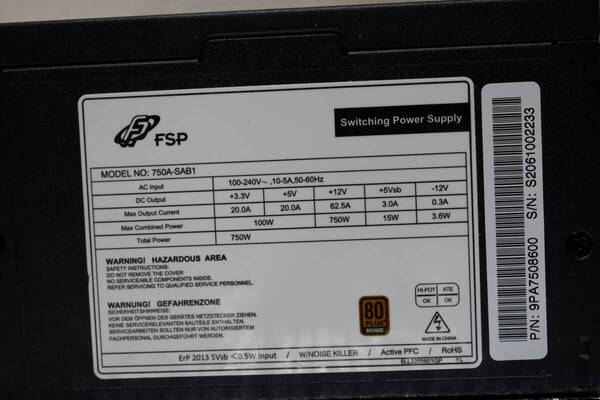 FSP
Switching Power Supply
MODEL NO: 750A-SAB1
AC Input 100-240V~,10-5A,50-60Hz
DC Output +3.3V +5V +12V +5Vsb -12V
Max Output Current 20.0A 20.0A 62.5A 3.0A 0.3A
Max Combined Power 100W 750W 15W 3.6W
Total Power 750W
WARNING! HAZARDOUS AREA
SAFETY INSTRUCTIONS:
DO NOT REMOVE THE COVER
NO SERVICEABLE COMPONENTS INSIDE.
REFER SERVICING TO QUALIFIED SERVICE PERSONNEL.
WARNUNG! GEFAHRENZONE
SICHERHEITSHINWEISE:
VOR DEM ÖFFNEN DES GERÄTES NETZSTECKER ZIEHEN.
KEINE SERVICERELEVANTEN BAUTEILE ENTHALTEN.
SERVICEARBEITEN SOLLTEN NUR VON AUTORISIERTEM
FACHPERSONAL DURCHGEFÜHRT WERDEN.
80
PLUS
BRONZE
HI-POT ATE
OK OK
MADE IN CHINA
ErP 2013 5Vsb <0.5W Input / W/NOISE KILLER / Active PFC / RoHS
YL
P/N: 9PA7508600 S/N: S2061002233